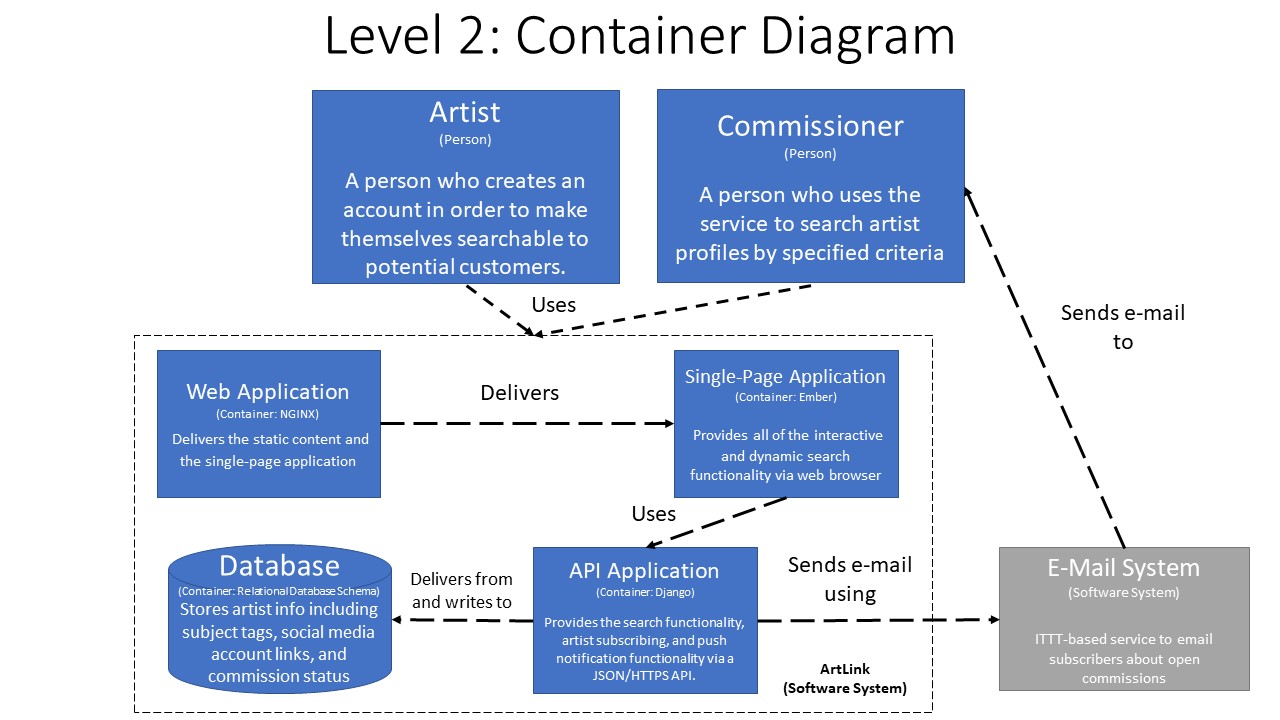 Level 2: Container Diagram
Artist
(Person)
A person who creates an
account in order to make
themselves searchable to
potential customers.
Commissioner
(Person)
A person who uses the
service to search artist
profiles by specified criteria
Uses
Sends e-mail
to
Web Application
(Container: NGINX)
Delivers the static content and
the single-page application
Delivers
Single-Page Application
(Container: Ember)
Provides all of the interactive
and dynamic search
functionality via web browser
Uses
Database
(Container: Relational Database Schema)
Stores artist info including
subject tags, social media
account links, and
commission status
Delivers from
and writes to
API Application
(Container: Django)
Provides the search functionality,
artist subscribing, and push
notification functionality via a
JSON/HTTPS API.
Sends e-mail
using
ArtLink
(Software System)
E-Mail System
(Software System)
ITTT-based service to email
subscribers about open
commissions